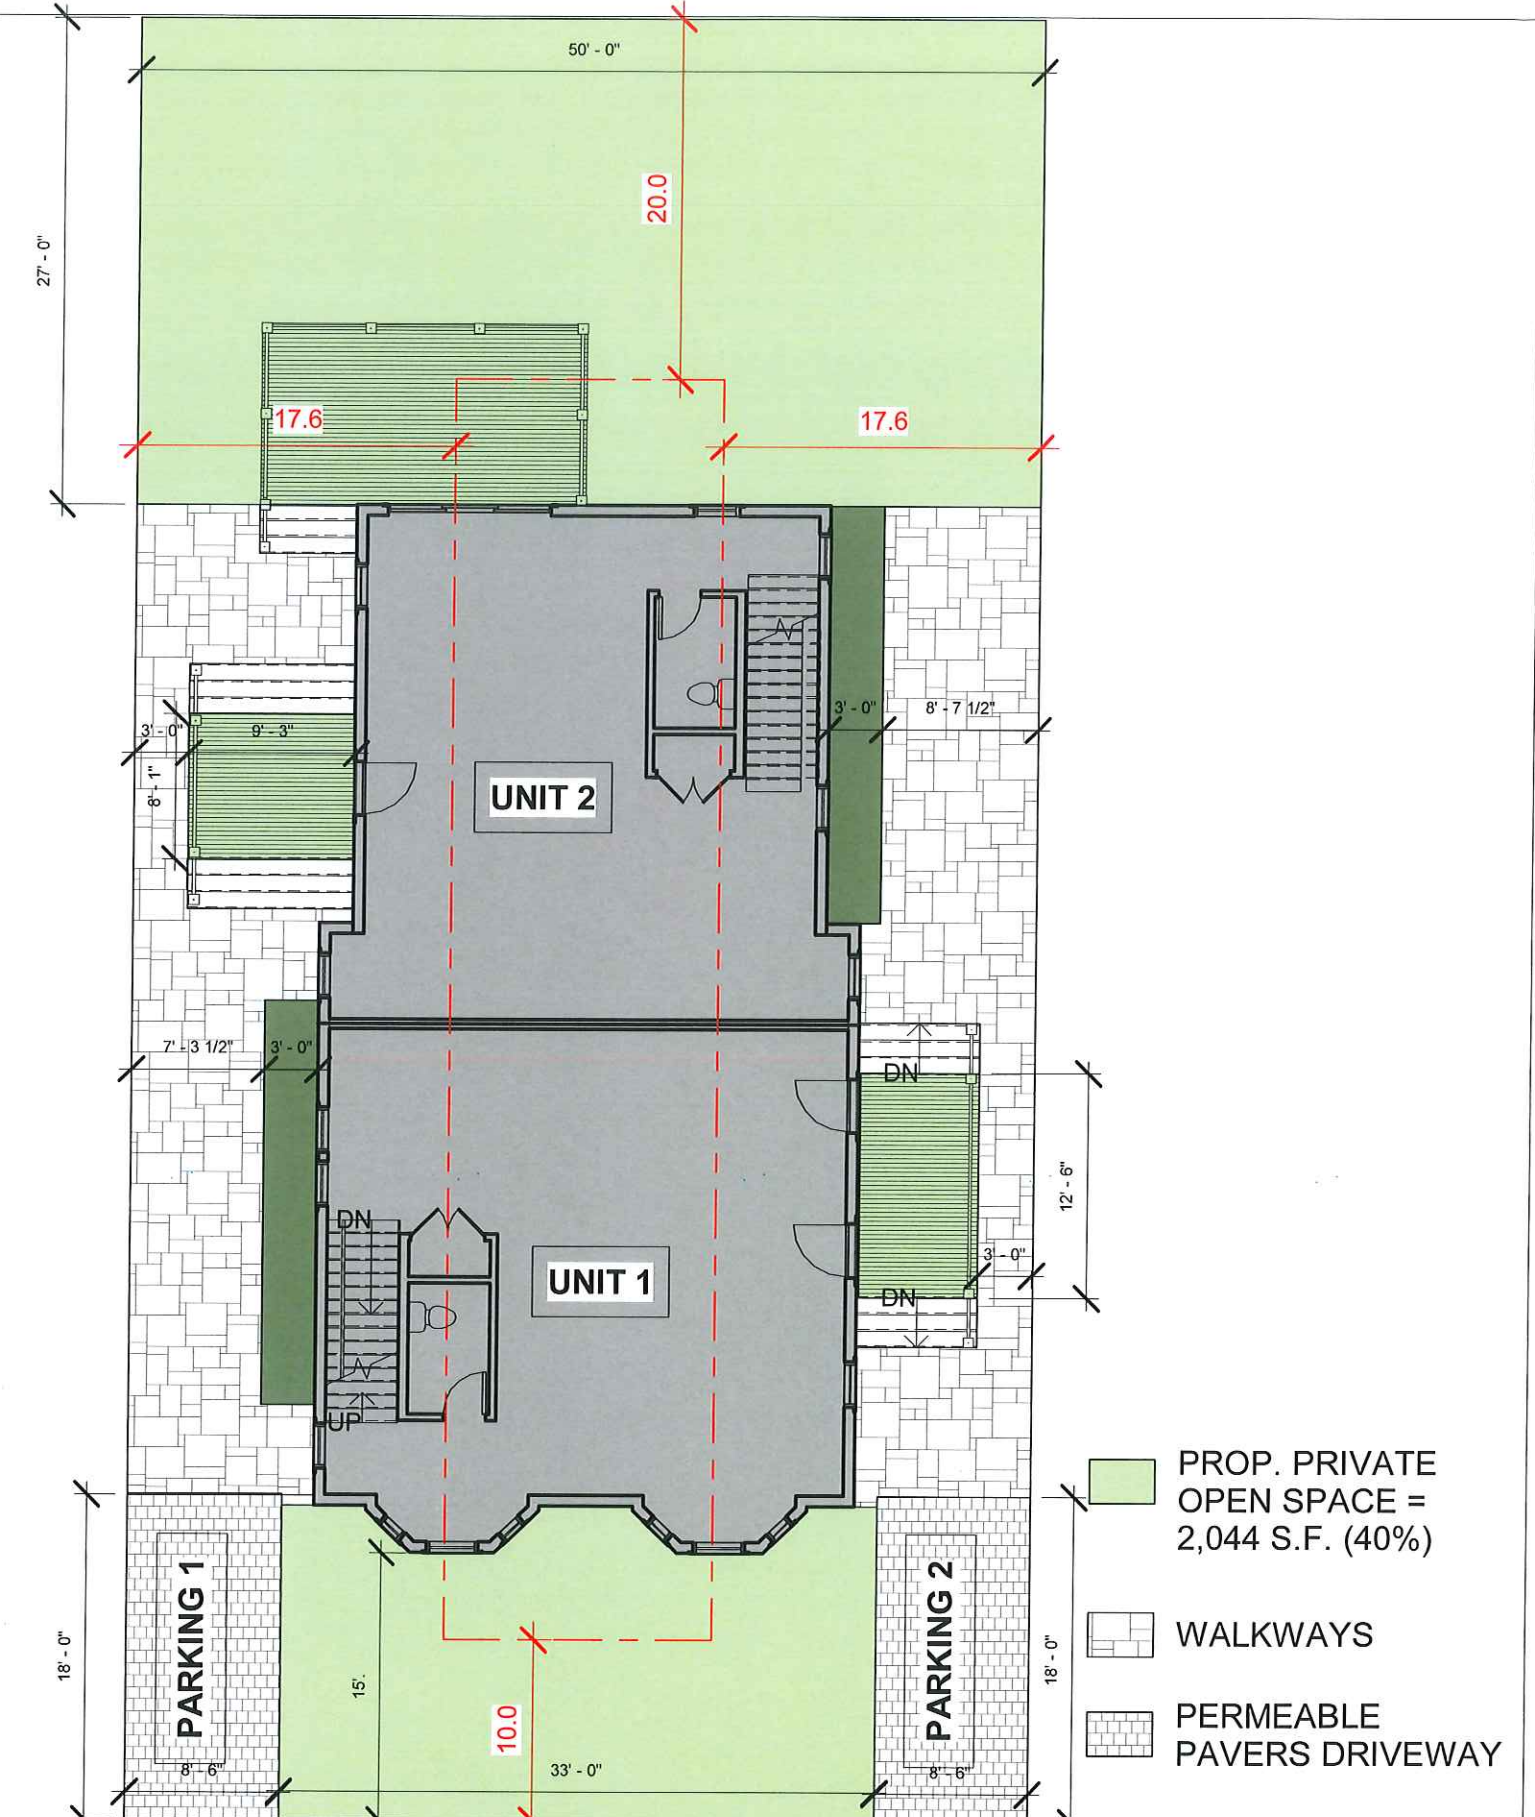 50' - 0"
20.0
27' - 0"
17.6
17.6
3' - 0"
9' - 3"
8' - 1"
3' - 0"
8' - 7 1/2"
UNIT 2
7' - 3 1/2"
3' - 0"
DN
12' - 6"
DN
3' - 0"
UNIT 1
DN
UP
PROP. PRIVATE
OPEN SPACE =
2,044 S.F. (40%)
WALKWAYS
PERMEABLE
PAVERS DRIVEWAY
PARKING 1
PARKING 2
18' - 0"
15'.
10.0
18' - 0"
8' - 6"
33' - 0"
8' - 6"